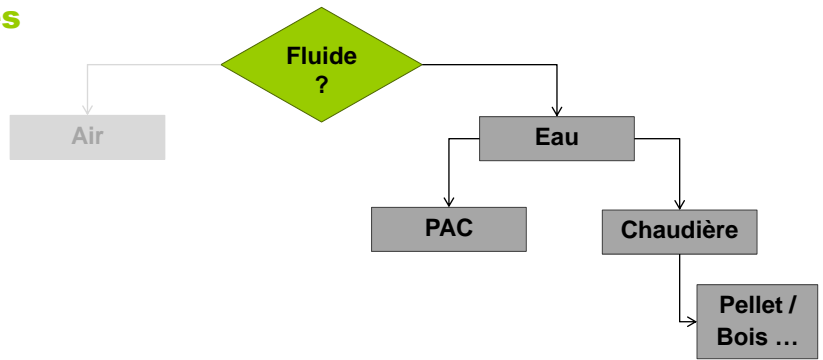 Fluide
?
Air
Eau
PAC
Chaudière
Pellet /
Bois …